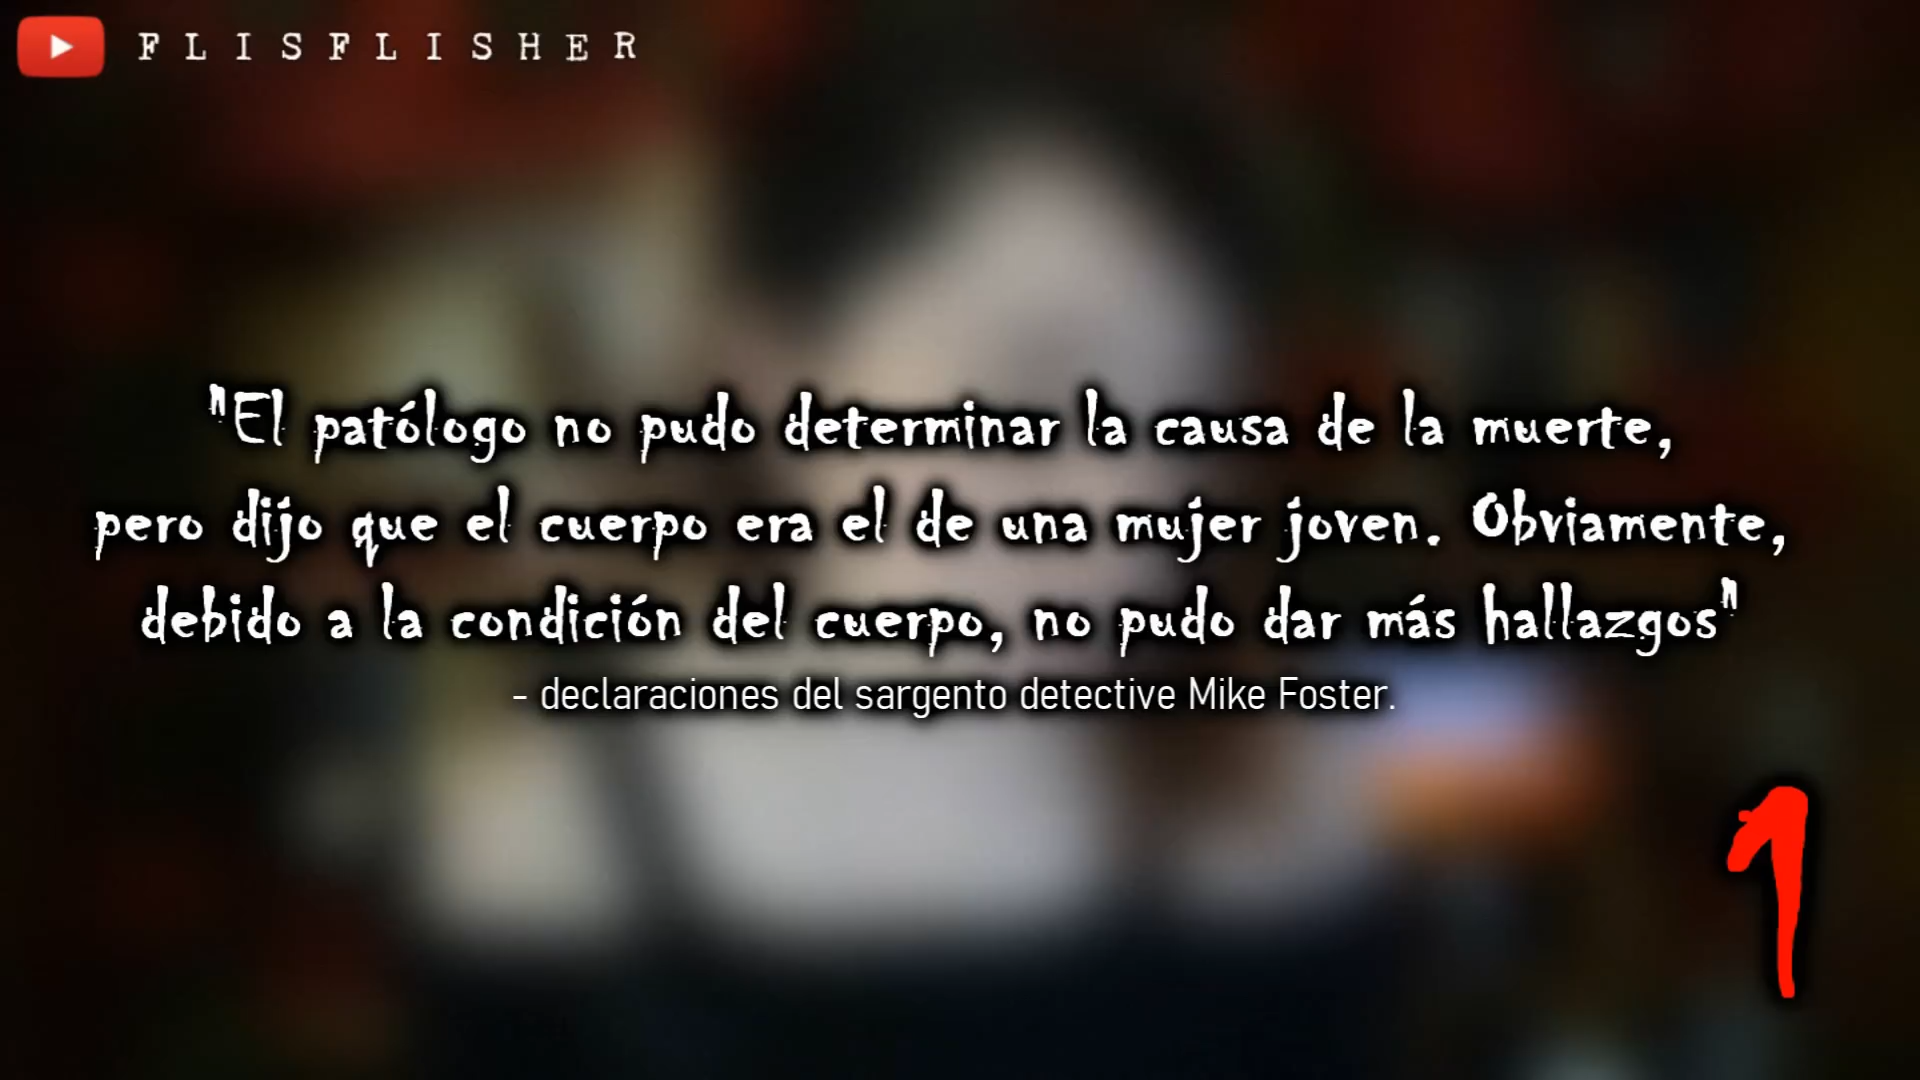 FLISFLISHER
"El patólogo no pudo determinar la causa de la muerte,
pero dijo que el cuerpo era el de una mujer joven. Obviamente,
debido a la condición del cuerpo, no pudo dar más hallazgos"
- declaraciones del sargento detective Mike Foster.
1